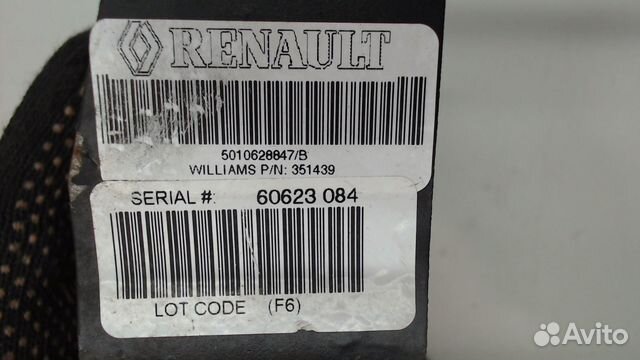 RENAULT
5010628847/B
WILLIAMS P/N: 351439
SERIAL #: 60623 084
LOT CODE (F6)
Avito